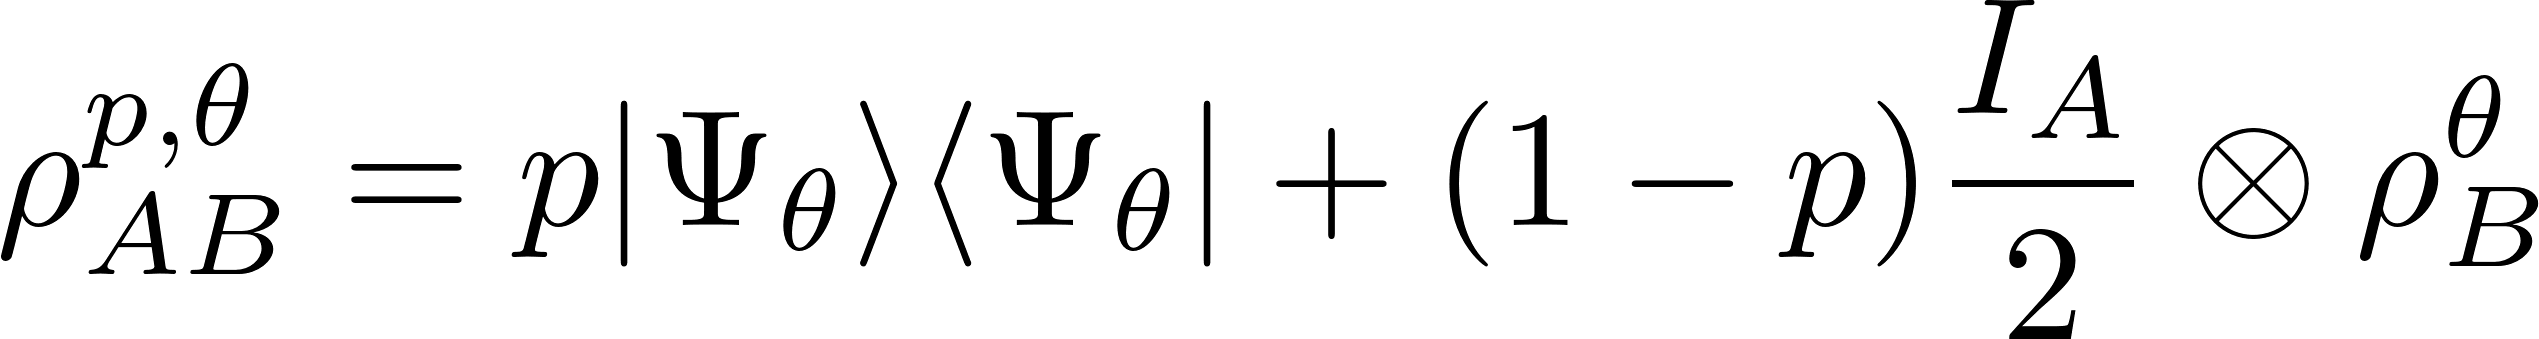 $\rho_{AB}^{p,\theta} = p|\Psi_\theta\rangle\langle\Psi_\theta| + (1-p)\frac{I_A}{2} \otimes \rho_B^\theta$